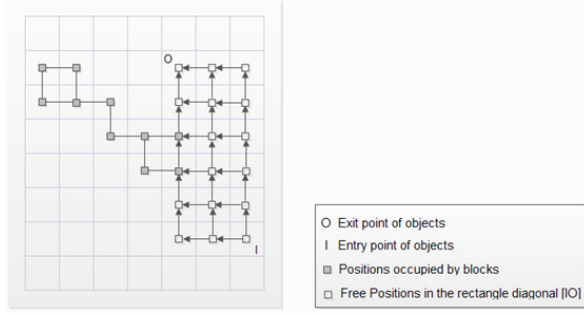 O
I
O Exit point of objects
I Entry point of objects
Positions occupied by blocks
Free Positions in the rectangle diagonal [IO]